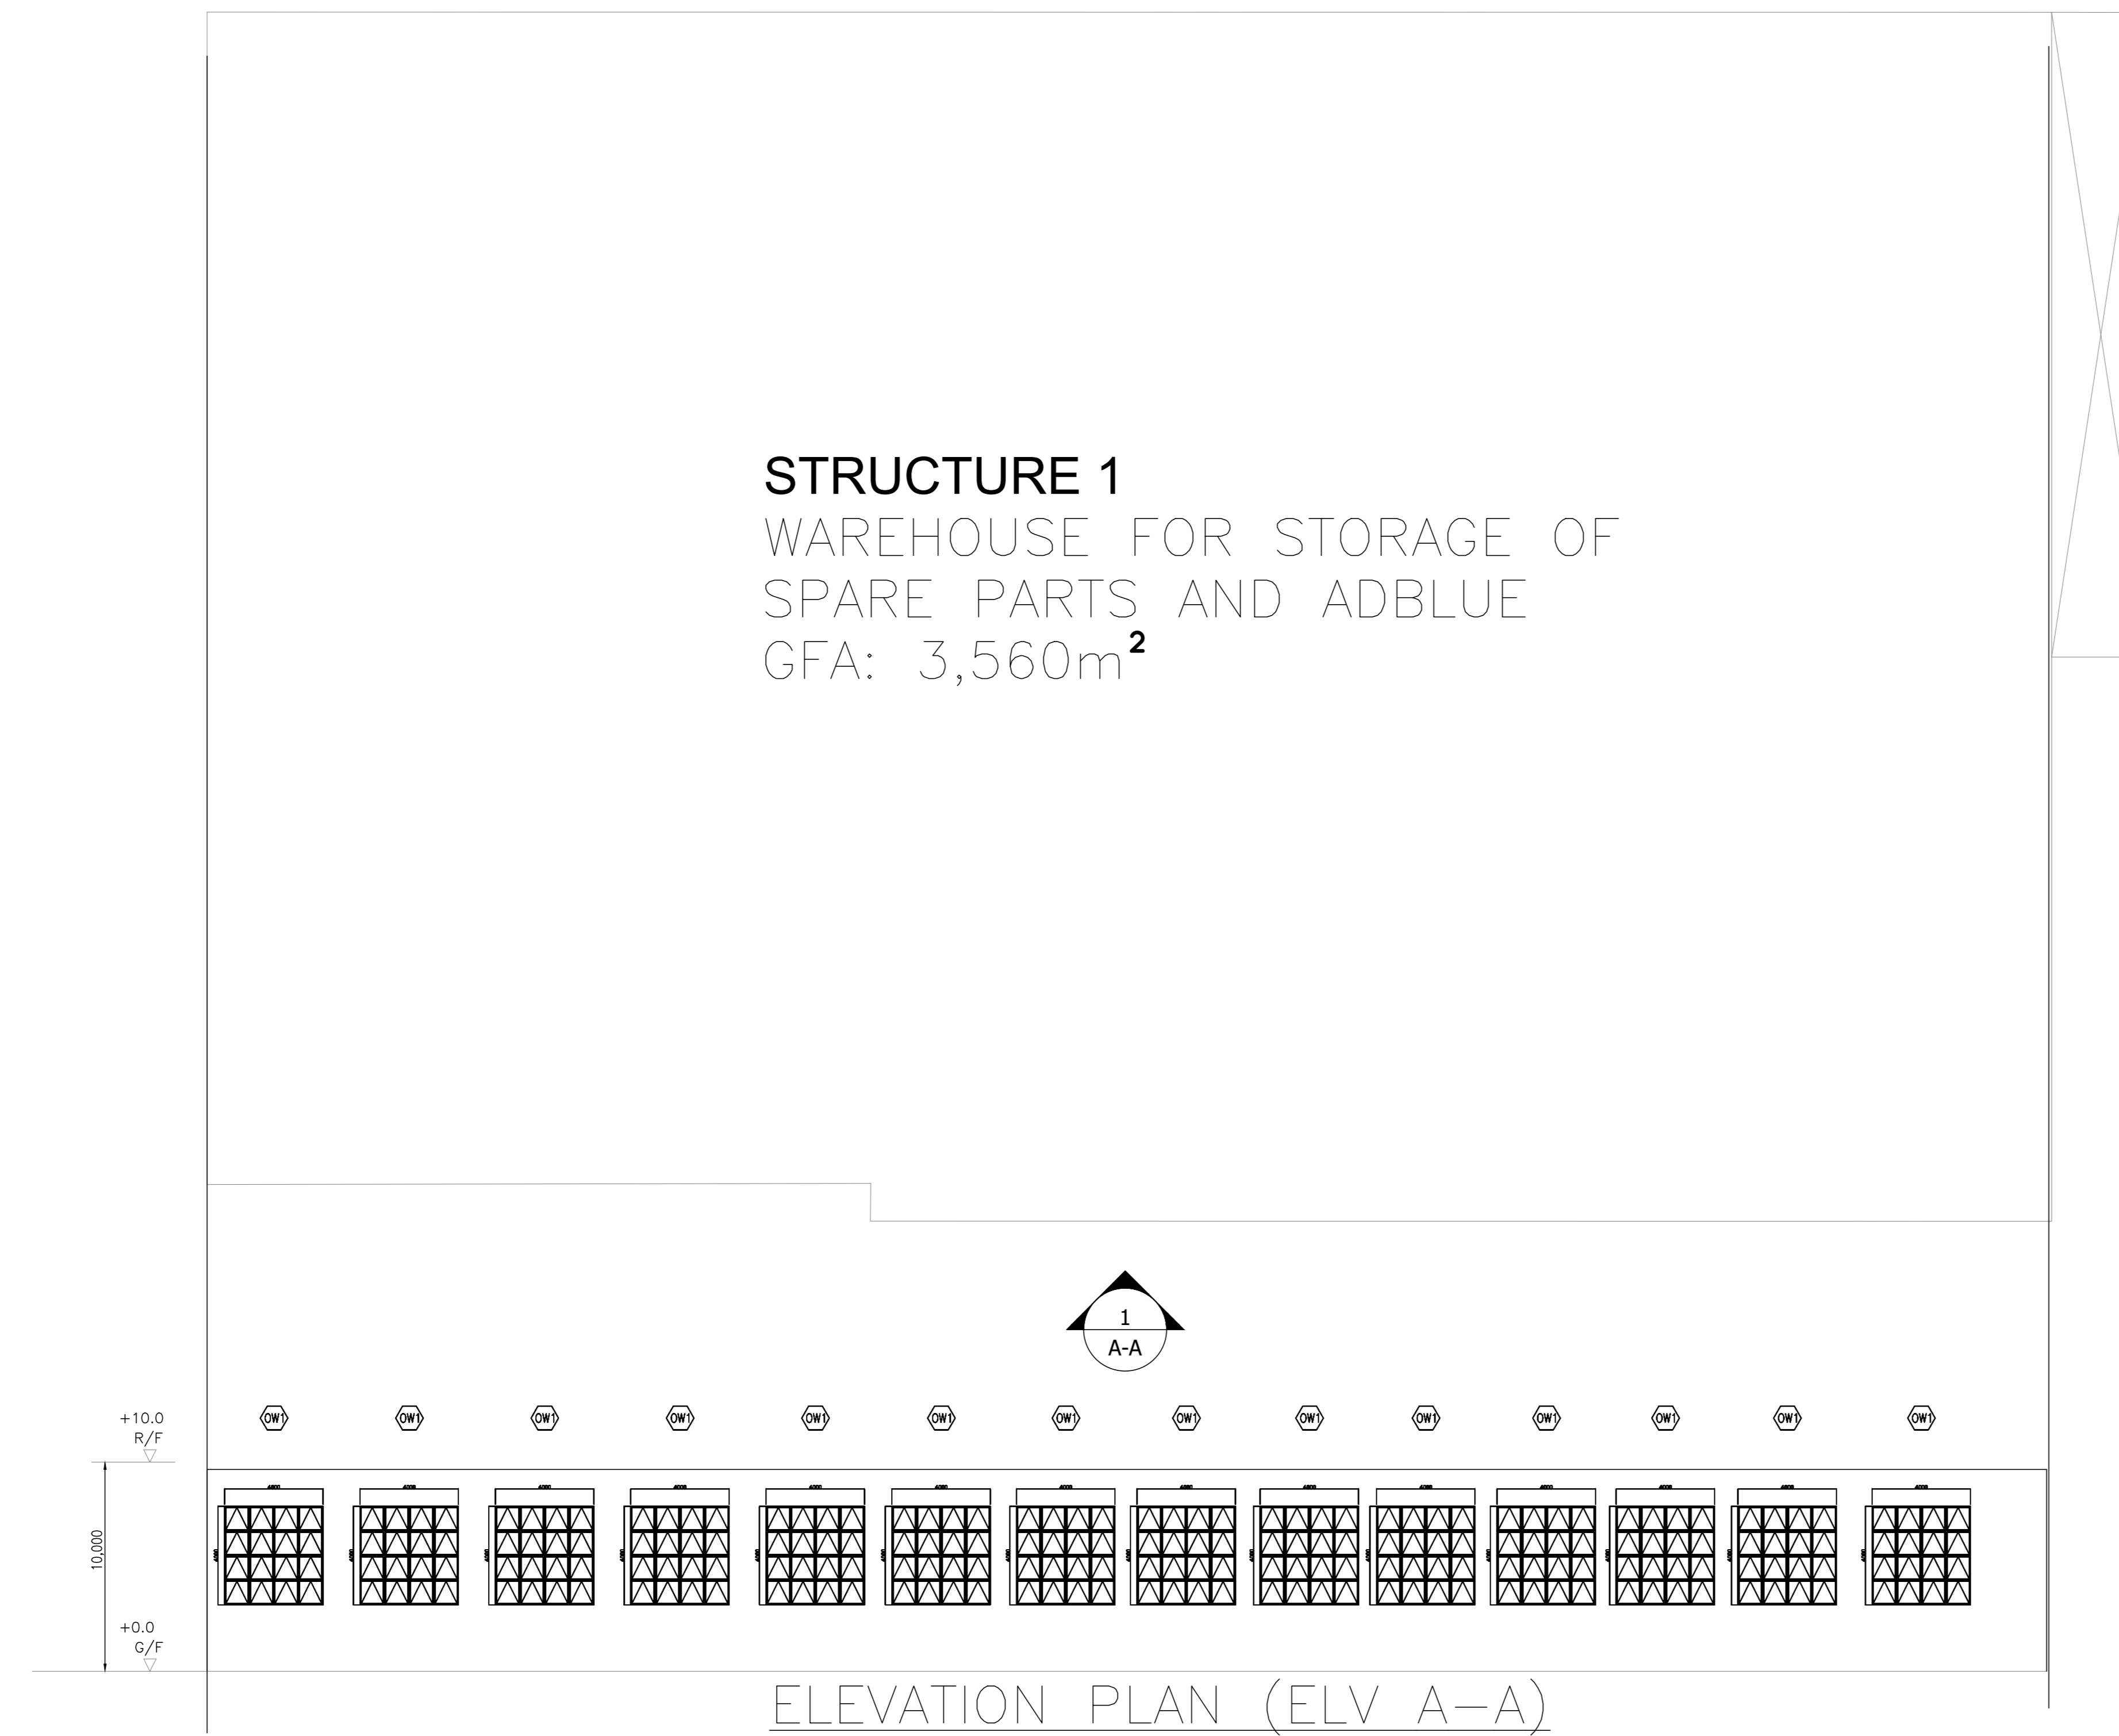 STRUCTURE 1
WAREHOUSE FOR STORAGE OF
SPARE PARTS AND ADBLUE
GFA: 3,560m²
1
A-A
OW1 OW1 OW1 OW1 OW1 OW1 OW1 OW1 OW1 OW1 OW1 OW1 OW1 OW1
+10.0
R/F
10,000
+0.0
G/F
ELEVATION PLAN (ELV A-A)